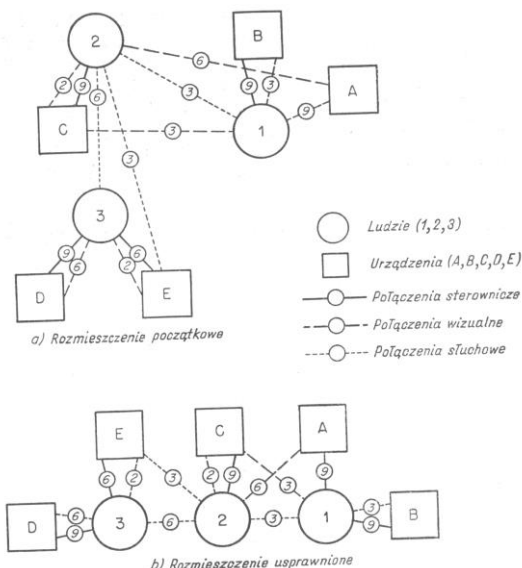 B
2
6
A
2
9
9
3
6
3
9
C
3
1
3
3
9
6
6
2
D
E
a) Rozmieszczenie początkowe
Ludzie (1,2,3)
Urządzenia (A,B,C,D,E)
Połączenia sterownicze
Połączenia wizualne
Połączenia słuchowe
E
C
A
6
2
3
2
9
3
6
9
D
6
9
3
6
2
3
1
3
9
B
b) Rozmieszczenie usprawnione